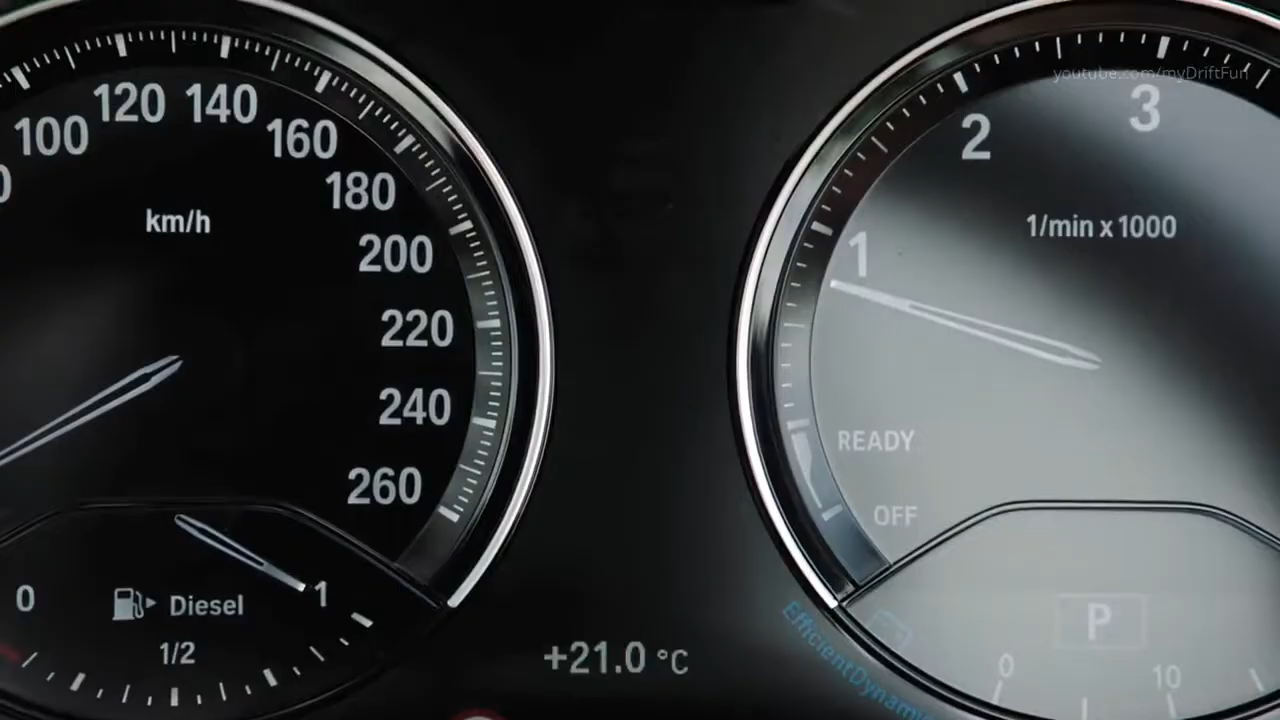 youtube.com/myDriftFun
100
120
140
160
180
200
220
240
260
km/h
0
Diesel
1
1/2
+21.0 °C
1
2
3
1/min x 1000
READY
OFF
P
0
10